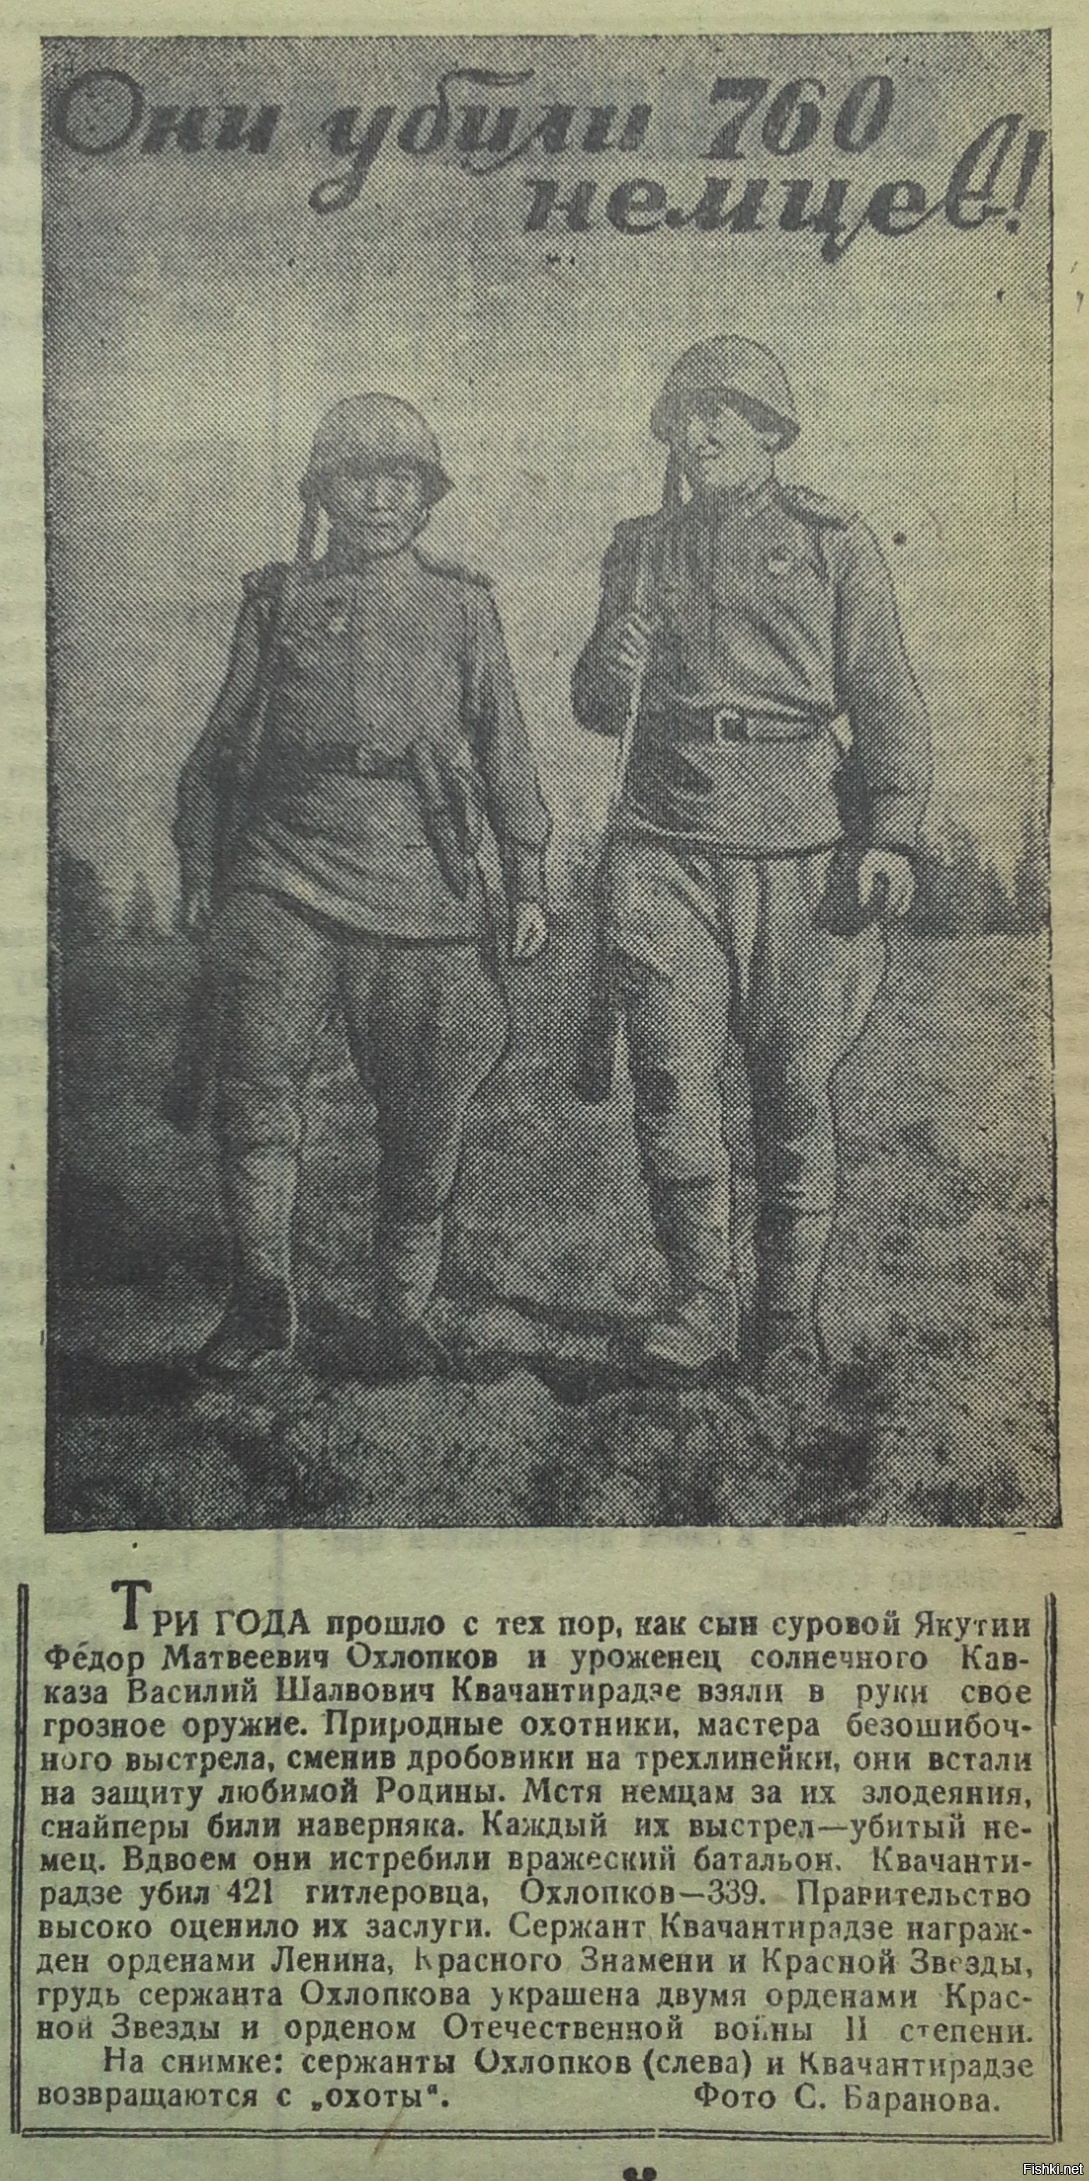 Они убили 760
немцев!
ТРИ ГОДА прошло с тех пор, как сын суровой Якутии
Фёдор Матвеевич Охлопков и уроженец солнечного Кав-
каза Василий Шалвович Квачантирадзе взяли в руки свое
грозное оружие. Природные охотники, мастера безошибоч-
ного выстрела, сменив дробовики на трехлинейки, они встали
на защиту любимой Родины. Мстя немцам за их злодеяния,
снайперы били наверняка. Каждый их выстрел—убитый не-
мец. Вдвоем они истребили вражеский батальон. Квачанти-
радзе убил 421 гитлеровца, Охлопков—339. Правительство
высоко оценило их заслуги. Сержант Квачантирадзе награж-
ден орденами Ленина, Красного Знамени и Красной Звезды,
грудь сержанта Охлопкова украшена двумя орденами Крас-
ной Звезды и орденом Отечественной войны II степени.
На снимке: сержанты Охлопков (слева) и Квачантирадзе
возвращаются с „охоты“. Фото С. Баранова.
Fishki.net